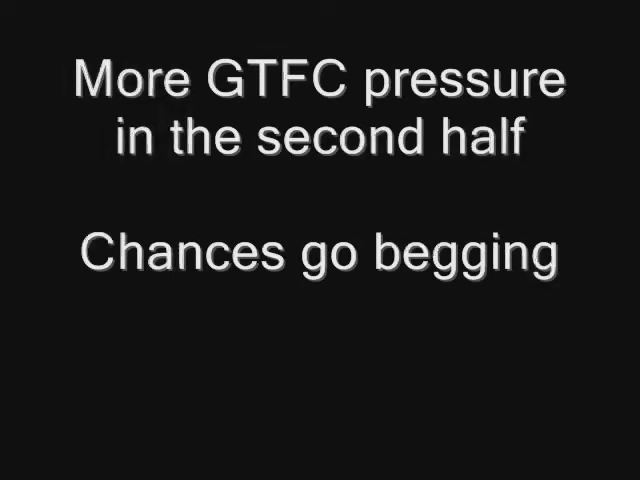 More GTFC pressure
in the second half
Chances go begging